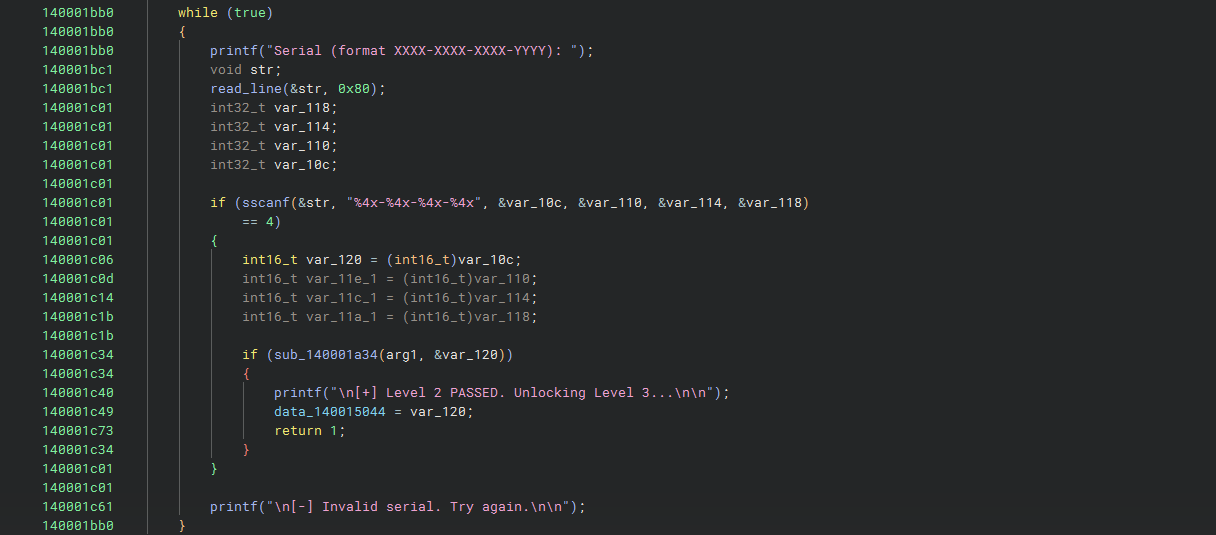 140001bb0 while (true)
140001bb0 {
140001bb0 printf("Serial (format XXXX-XXXX-XXXX-YYYY): ");
140001bc1 void str;
140001bc1 read_line(&str, 0x80);
140001c01 int32_t var_118;
140001c01 int32_t var_114;
140001c01 int32_t var_110;
140001c01 int32_t var_10c;
140001c01
140001c01 if (sscanf(&str, "%4x-%4x-%4x-%4x", &var_10c, &var_110, &var_114, &var_118)
140001c01 == 4)
140001c01 {
140001c06 int16_t var_120 = (int16_t)var_10c;
140001c0d int16_t var_11e_1 = (int16_t)var_110;
140001c14 int16_t var_11c_1 = (int16_t)var_114;
140001c1b int16_t var_11a_1 = (int16_t)var_118;
140001c1b
140001c34 if (sub_140001a34(arg1, &var_120))
140001c34 {
140001c40 printf("\n[+] Level 2 PASSED. Unlocking Level 3...\n\n");
140001c49 data_140015044 = var_120;
140001c73 return 1;
140001c34 }
140001c01 }
140001c01
140001c61 printf("\n[-] Invalid serial. Try again.\n\n");
140001bb0 }